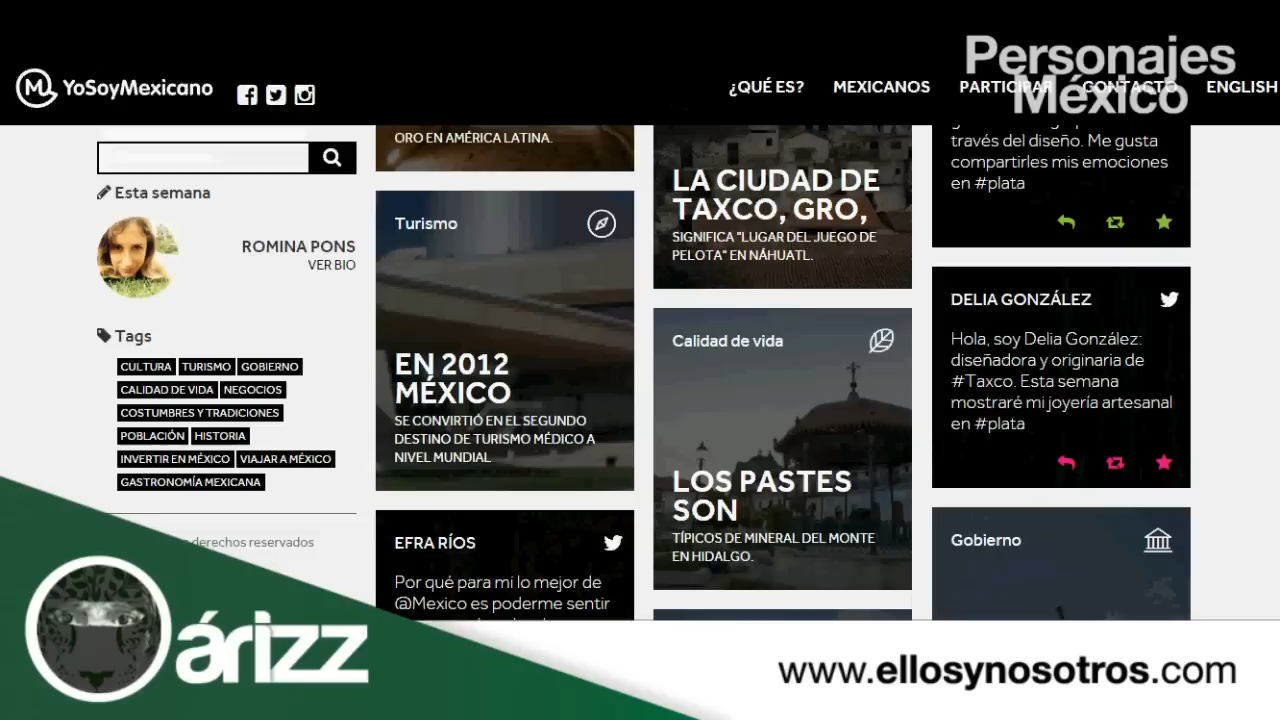 Personajes
México
YoSoyMexicano
¿QUÉ ES?
MEXICANOS
PARTICIPAR
CONTACTO
ENGLISH
Esta semana
ROMINA PONS
VER BIO
Tags
CULTURA
TURISMO
GOBIERNO
CALIDAD DE VIDA
NEGOCIOS
COSTUMBRES Y TRADICIONES
POBLACIÓN
HISTORIA
INVERTIR EN MÉXICO
VIAJAR A MÉXICO
GASTRONOMÍA MEXICANA
derechos reservados
ORO EN AMÉRICA LATINA.
Turismo
EN 2012
MÉXICO
SE CONVIRTIÓ EN EL SEGUNDO
DESTINO DE TURISMO MÉDICO A
NIVEL MUNDIAL
EFRA RÍOS
Por qué para mi lo mejor de
@Mexico es poderme sentir
LA CIUDAD DE
TAXCO, GRO,
SIGNIFICA "LUGAR DEL JUEGO DE
PELOTA" EN NÁHUATL.
Calidad de vida
LOS PASTES
SON
TÍPICOS DE MINERAL DEL MONTE
EN HIDALGO.
través del diseño. Me gusta
compartirles mis emociones
en #plata
DELIA GONZÁLEZ
Hola, soy Delia González:
diseñadora y originaria de
#Taxco. Esta semana
mostraré mi joyería artesanal
en #plata
Gobierno
árizz
www.ellosynosotros.com